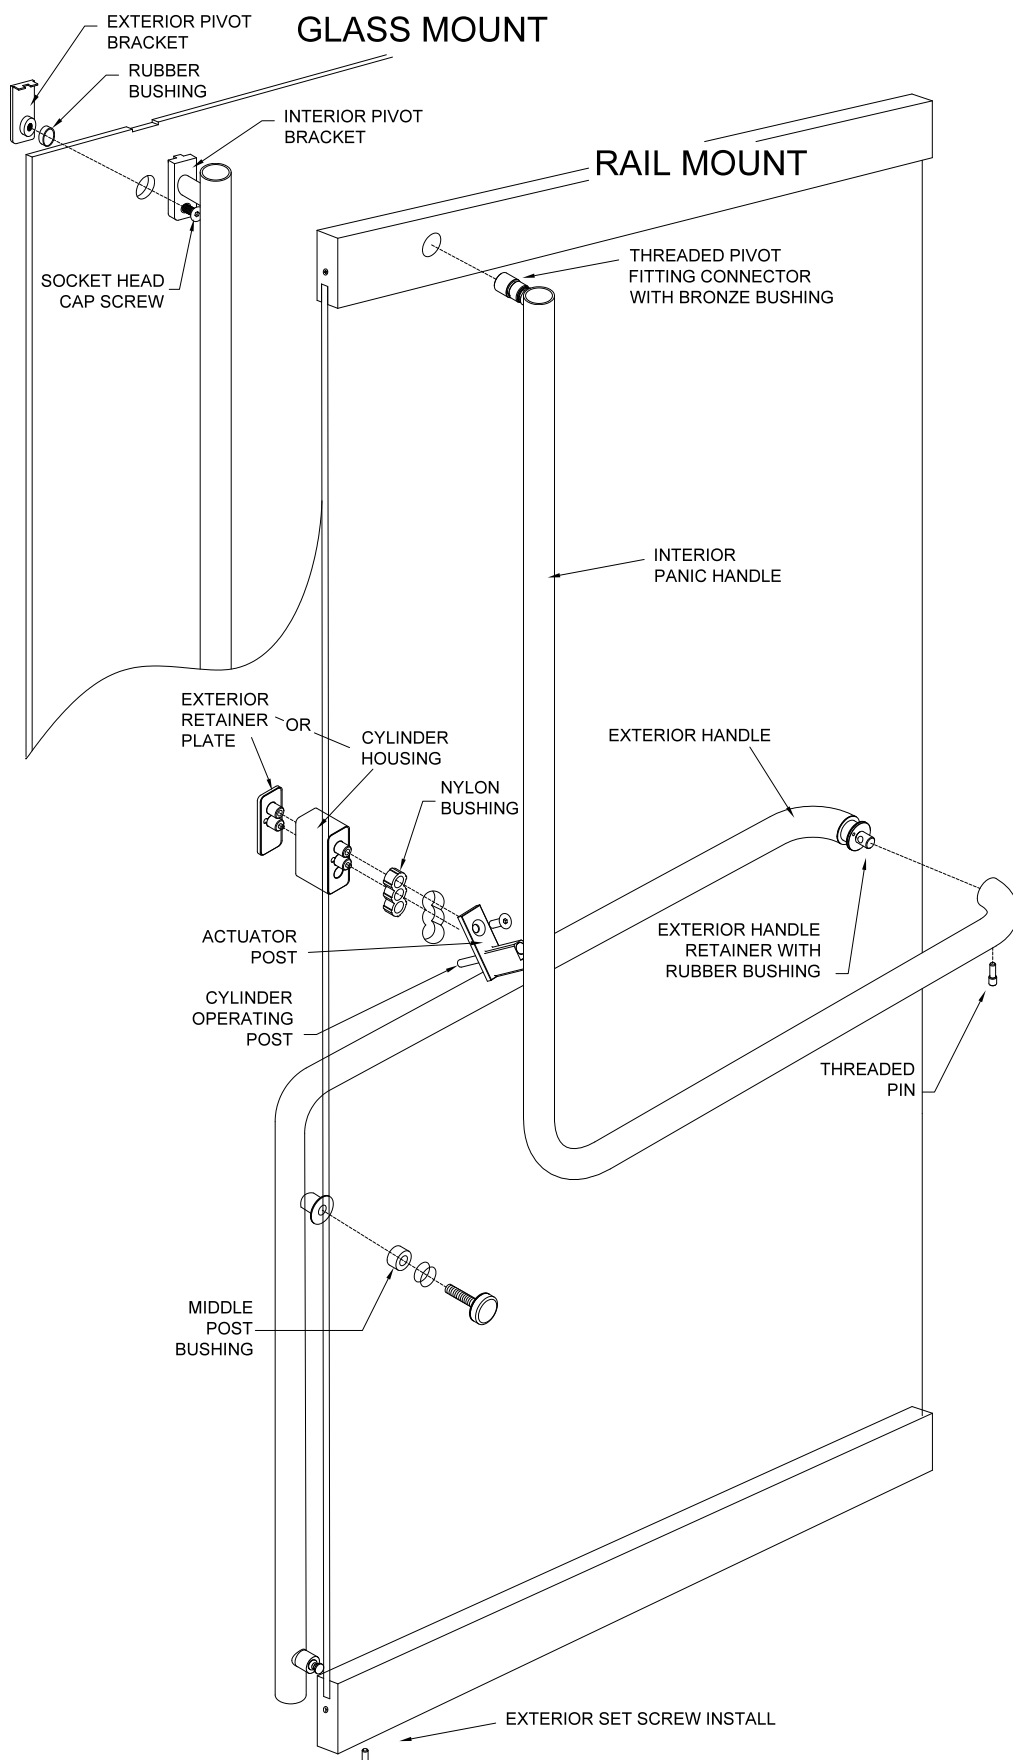 GLASS MOUNT
EXTERIOR PIVOT
BRACKET
RUBBER
BUSHING
INTERIOR PIVOT
BRACKET
RAIL MOUNT
SOCKET HEAD
CAP SCREW
THREADED PIVOT
FITTING CONNECTOR
WITH BRONZE BUSHING
INTERIOR
PANIC HANDLE
EXTERIOR
RETAINER
PLATE
OR
CYLINDER
HOUSING
EXTERIOR HANDLE
NYLON
BUSHING
ACTUATOR
POST
EXTERIOR HANDLE
RETAINER WITH
RUBBER BUSHING
CYLINDER
OPERATING
POST
THREADED
PIN
MIDDLE
POST
BUSHING
EXTERIOR SET SCREW INSTALL